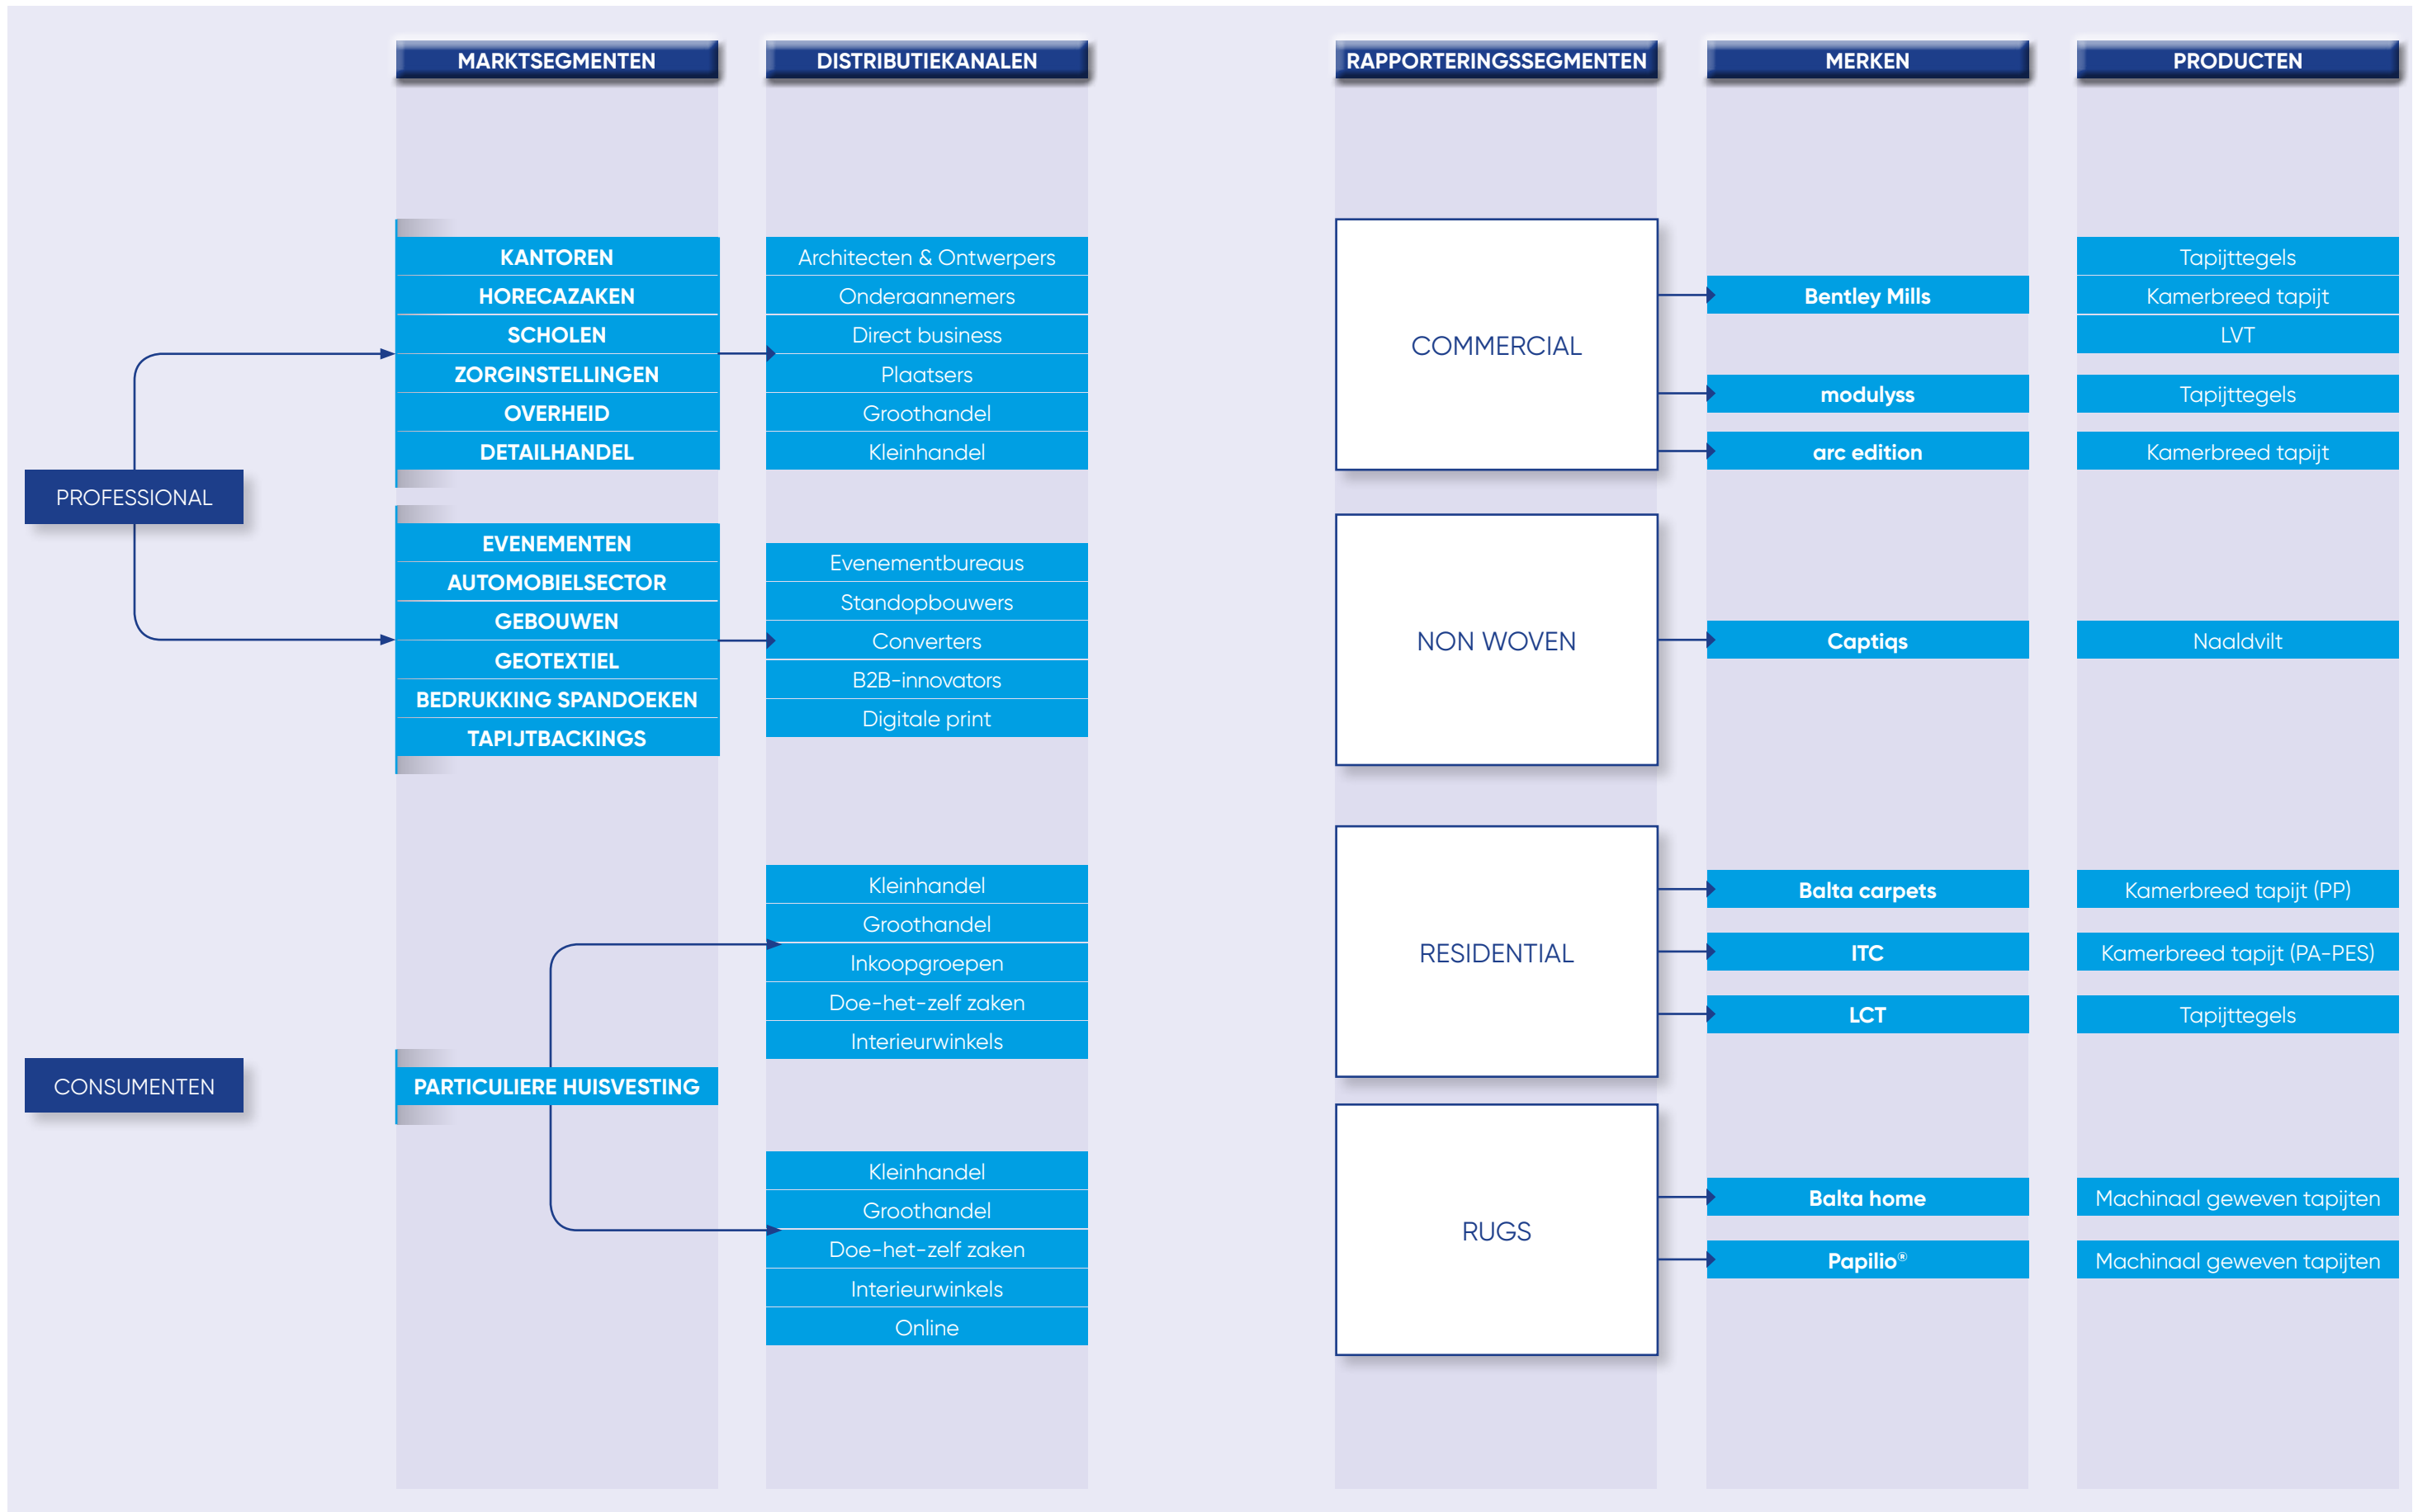 MARKTSEGMENTEN
DISTRIBUTIEKANALEN
RAPPORTERINGSSEGMENTEN
MERKEN
PRODUCTEN
PROFESSIONAL
KANTOREN
HORECAZAKEN
SCHOLEN
ZORGINSTELLINGEN
OVERHEID
DETAILHANDEL
Architecten & Ontwerpers
Onderaannemers
Direct business
Plaatsers
Groothandel
Kleinhandel
EVENEMENTEN
AUTOMOBIELSECTOR
GEBOUWEN
GEOTEXTIEL
BEDRUKKING SPANDOEKEN
TAPIJTBACKINGS
Evenementbureaus
Standopbouwers
Converters
B2B-innovators
Digitale print
CONSUMENTEN
PARTICULIERE HUISVESTING
Kleinhandel
Groothandel
Inkoopgroepen
Doe-het-zelf zaken
Interieurwinkels
Kleinhandel
Groothandel
Doe-het-zelf zaken
Interieurwinkels
Online
COMMERCIAL
Bentley Mills
Tapijttegels
Kamerbreed tapijt
LVT
modulyss
Tapijttegels
arc edition
Kamerbreed tapijt
NON WOVEN
Captiqs
Naaldvilt
RESIDENTIAL
Balta carpets
Kamerbreed tapijt (PP)
ITC
Kamerbreed tapijt (PA-PES)
LCT
Tapijttegels
RUGS
Balta home
Machinaal geweven tapijten
Papilio®
Machinaal geweven tapijten